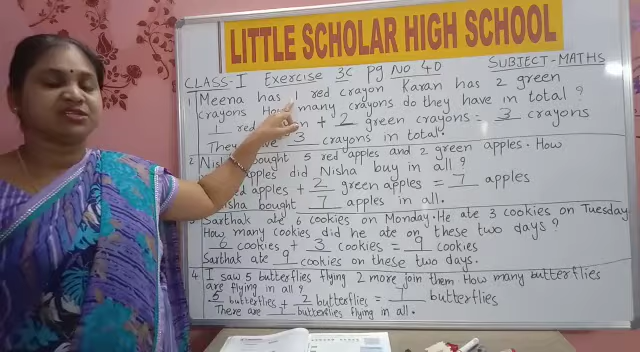 LITTLE SCHOLAR HIGH SCHOOL
CLASS-I Exercise 3C Pg No 40 SUBJECT-MATHS
1 Meena has 1 red crayon Karan has 2 green
crayons How many crayons do they have in total ?
1 red + 2 green crayons = 3 crayons
They 3 crayons in total.
2 bought 5 red apples and 2 green apples. How
apples did Nisha buy in all ?
apples + 2 green apples = 7 apples
bought 7 apples in all.
3 Sarthak ate 6 cookies on Monday. He ate 3 cookies on Tuesday
How many cookies did he ate on these two days ?
6 cookies + 3 cookies = 9 cookies
Sarthak ate 9 cookies on these two days.
4 I saw 5 butterflies flying 2 more join them How many butterflies
are flying in all ?
5 butterflies + 2 butterflies = 7 butterflies
There are 7 butterflies flying in all.